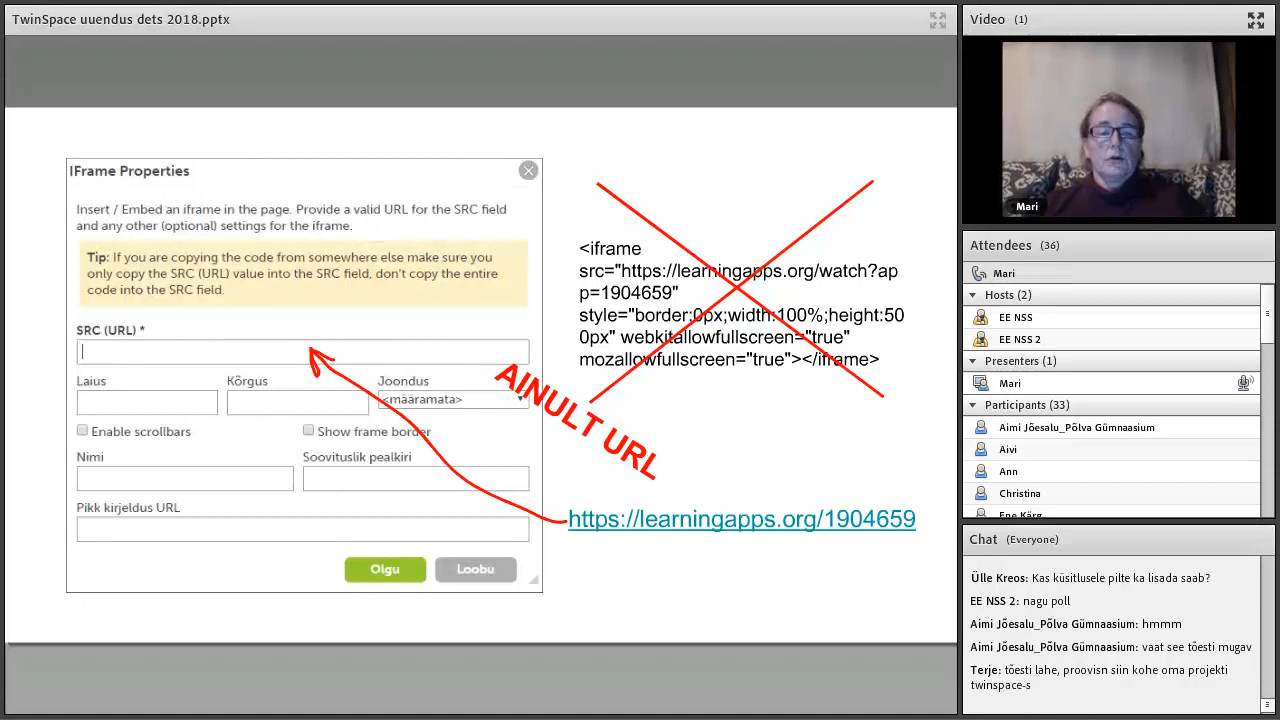 TwinSpace uuendus dets 2018.pptx
IFrame Properties
Insert / Embed an iframe in the page. Provide a valid URL for the SRC field
and any other (optional) settings for the iframe.
Tip: If you are copying the code from somewhere else make sure you
only copy the SRC (URL) value into the SRC field, don't copy the entire
code into the SRC field.
SRC (URL) *
Laius
Kõrgus
Joondus
<määramata>
Enable scrollbars
Show frame border
Nimi
Soovituslik pealkiri
Pikk kirjeldus URL
Olgu
Loobu
<iframe
src="https://learningapps.org/watch?ap
p=1904659"
style="border:0px;width:100%;height:50
0px" webkitallowfullscreen="true"
mozallowfullscreen="true"></iframe>
AINULT URL
https://learningapps.org/1904659
Video (1)
Mari
Attendees (36)
Mari
Hosts (2)
EE NSS
EE NSS 2
Presenters (1)
Mari
Participants (33)
Aimi Jõesalu_Põlva Gümnaasium
Aivi
Ann
Christina
Ene Kärg
Chat (Everyone)
Ülle Kreos: Kas küsitlusele pilte ka lisada saab?
EE NSS 2: nagu poll
Aimi Jõesalu_Põlva Gümnaasium: hmmm
Aimi Jõesalu_Põlva Gümnaasium: vaat see tõesti mugav
Terje: tõesti lahe, proovisn siin kohe oma projekti
twinspace-s